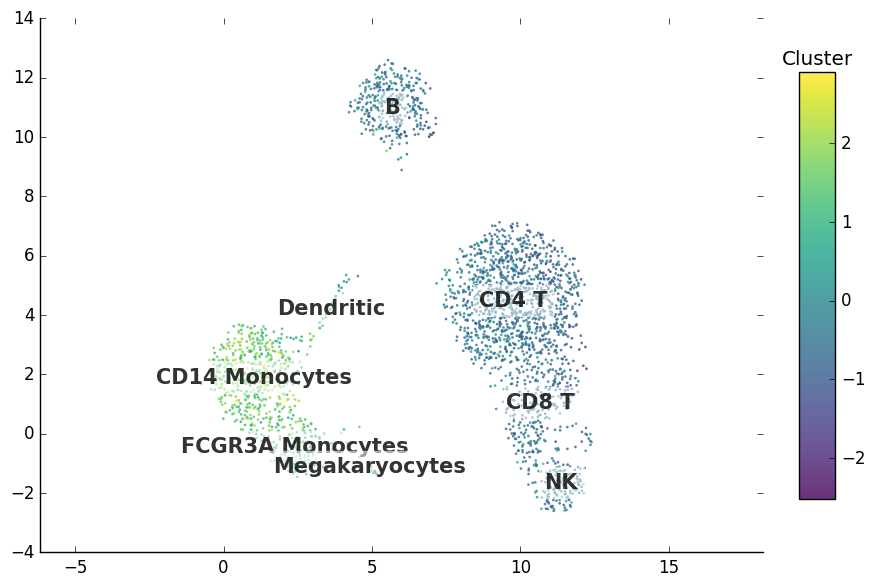 14
12
10
8
6
4
2
0
−2
−4
−5
0
5
10
15
B
CD4 T
Dendritic
CD14 Monocytes
CD8 T
FCGR3A Monocytes
Megakaryocytes
NK
Cluster
2
1
0
−1
−2